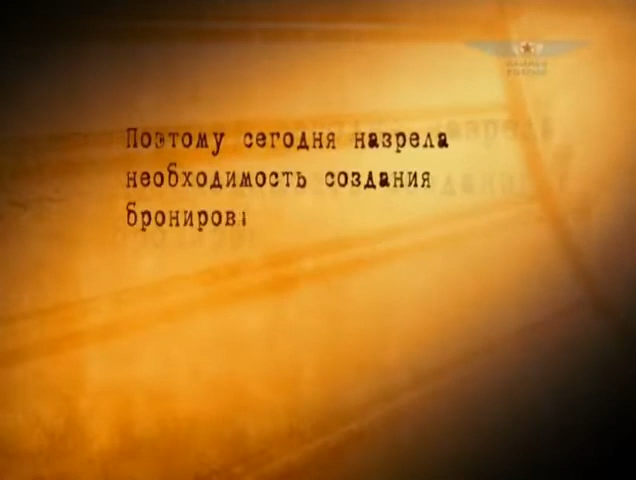 Поэтому сегодня назрела
необходимость создания
брониров